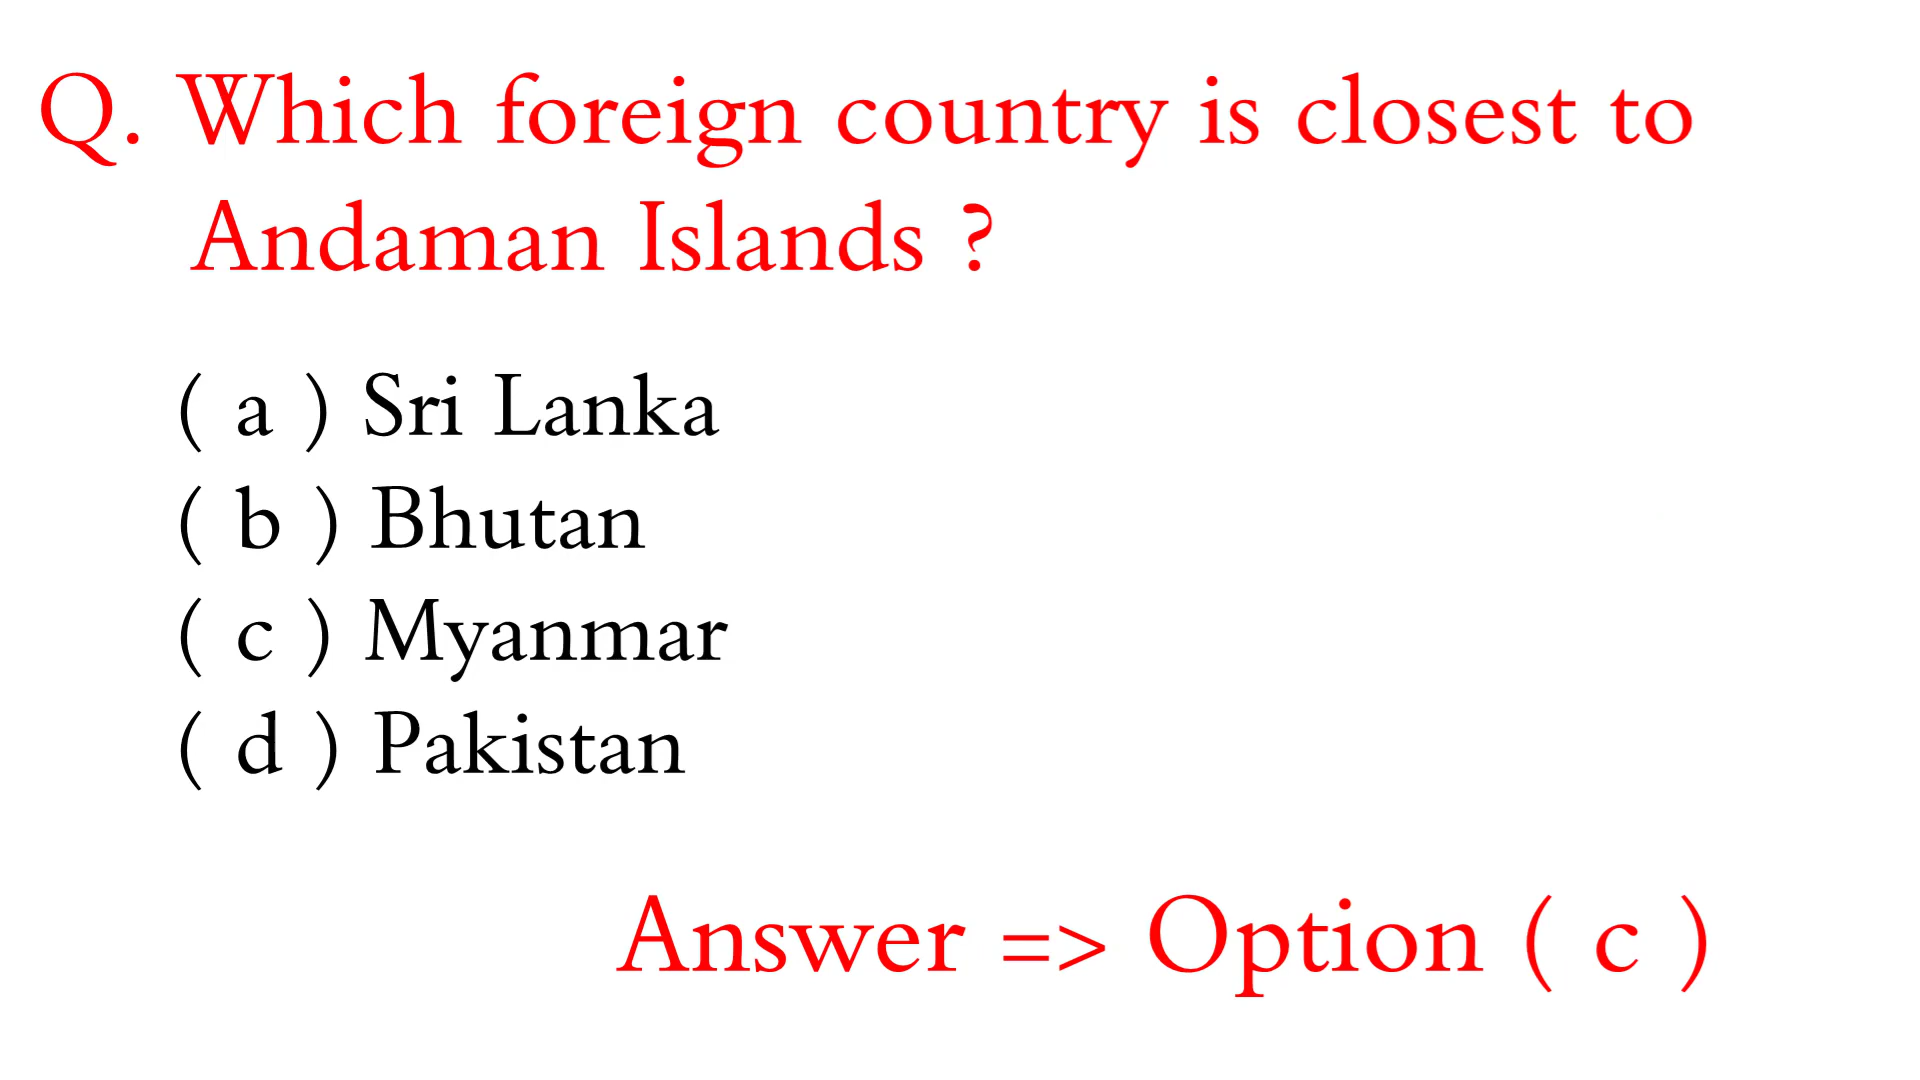 Q. Which foreign country is closest to
Andaman Islands ?
( a ) Sri Lanka
( b ) Bhutan
( c ) Myanmar
( d ) Pakistan
Answer => Option ( c )